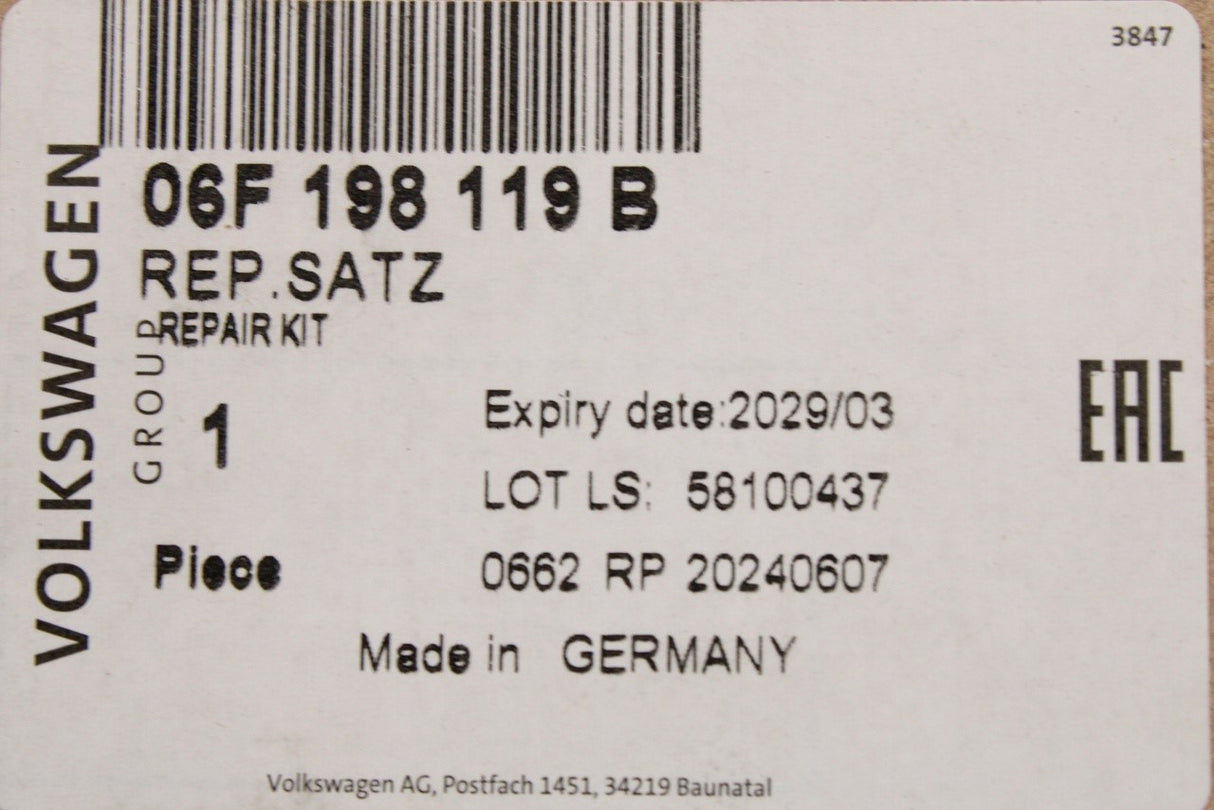 3847
VOLKSWAGEN
GROUP
06F 198 119 B
REP.SATZ
REPAIR KIT
1
Expiry date:2029/03
LOT LS: 58100437
Piece
0662 RP 20240607
Made in GERMANY
EAC
Volkswagen AG, Postfach 1451, 34219 Baunatal